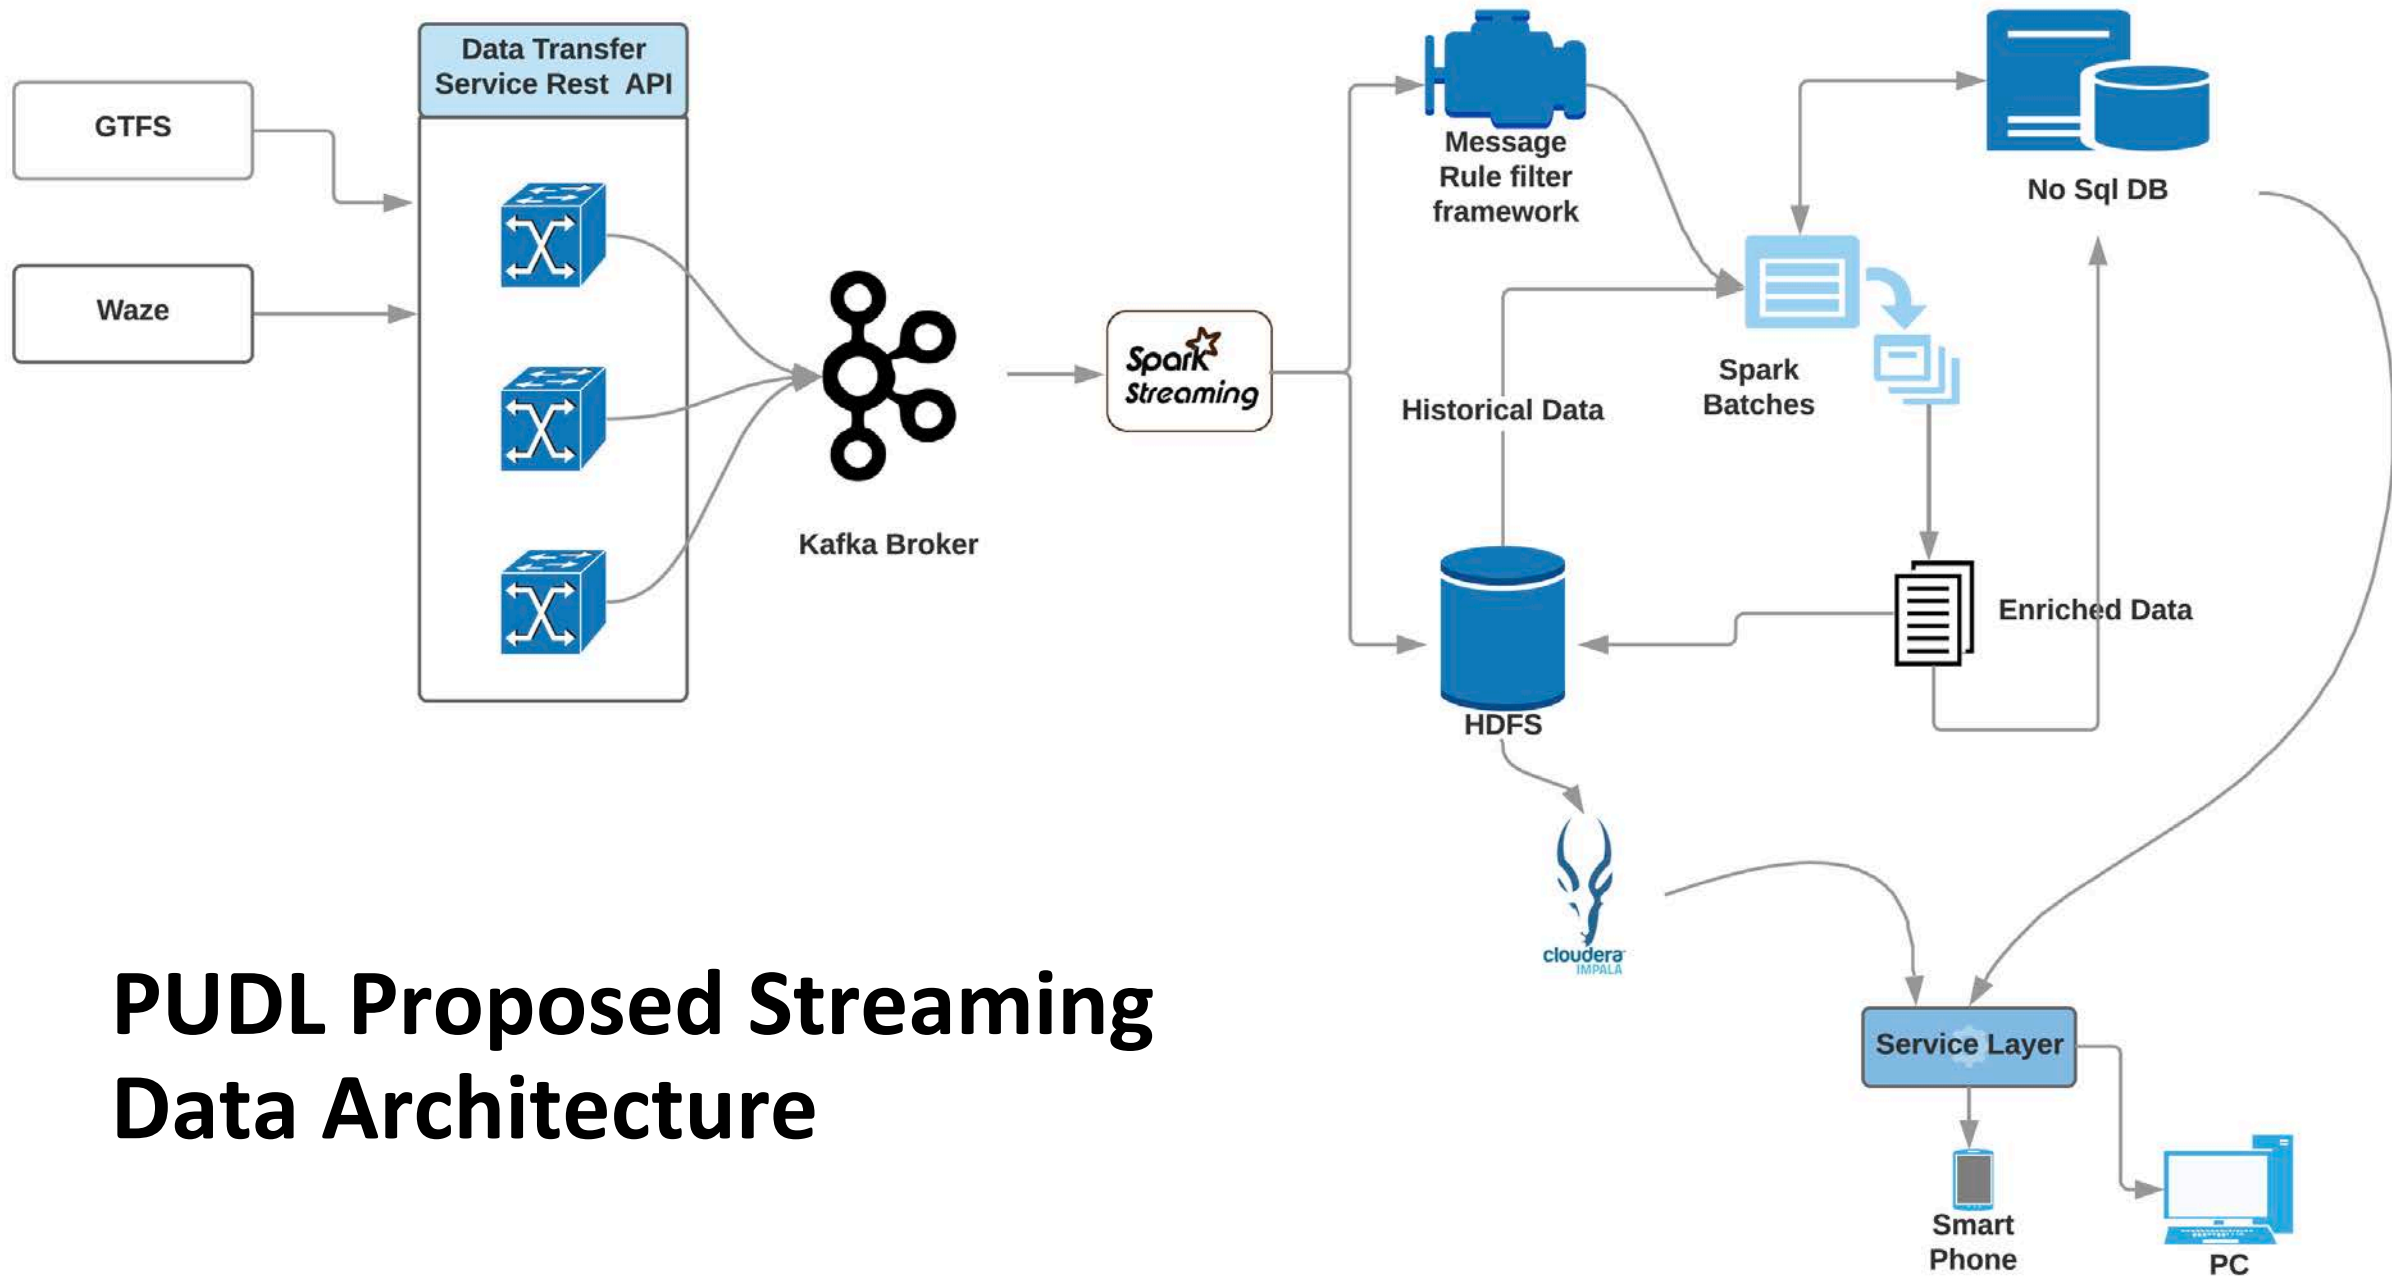 Data Transfer
Service Rest API
GTFS
Waze
Kafka Broker
Spark
Streaming
Message
Rule filter
framework
No Sql DB
Historical Data
Spark
Batches
Enriched Data
HDFS
cloudera
IMPALA
PUDL Proposed Streaming
Data Architecture
Service Layer
Smart
Phone
PC